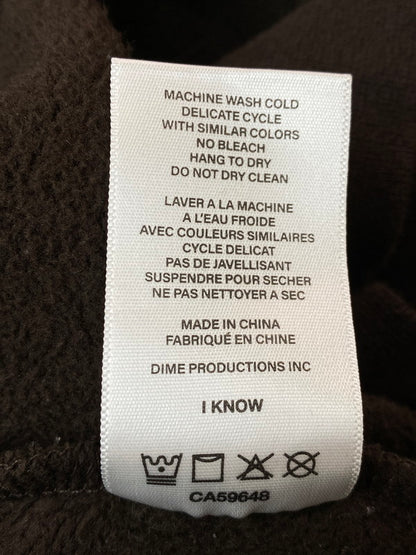 MACHINE WASH COLD
DELICATE CYCLE
WITH SIMILAR COLORS
NO BLEACH
HANG TO DRY
DO NOT DRY CLEAN
LAVER A LA MACHINE
A L'EAU FROIDE
AVEC COULEURS SIMILAIRES
CYCLE DELICAT
PAS DE JAVELLISANT
SUSPENDRE POUR SECHER
NE PAS NETTOYER A SEC
MADE IN CHINA
FABRIQUÉ EN CHINE
DIME PRODUCTIONS INC
I KNOW
CA59648